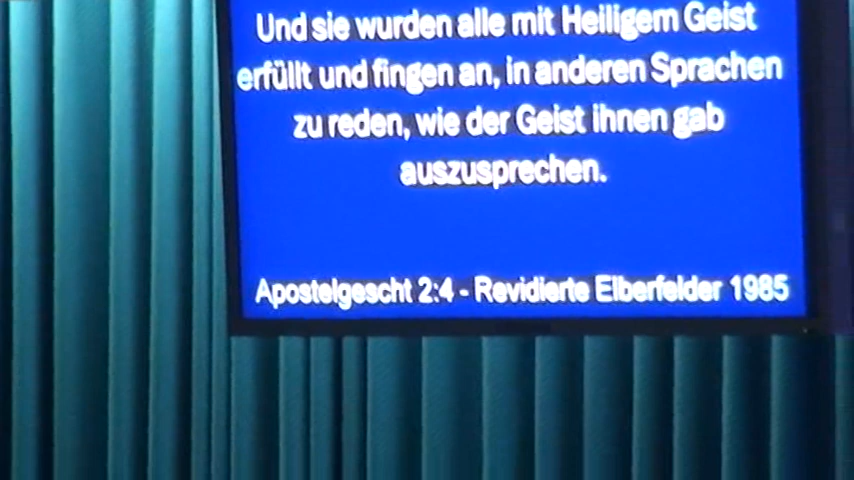 Und sie wurden alle mit Heiligem Geist
erfüllt und fingen an, in anderen Sprachen
zu reden, wie der Geist ihnen gab
auszusprechen.
Apostelgescht 2:4 - Revidierte Elberfelder 1985